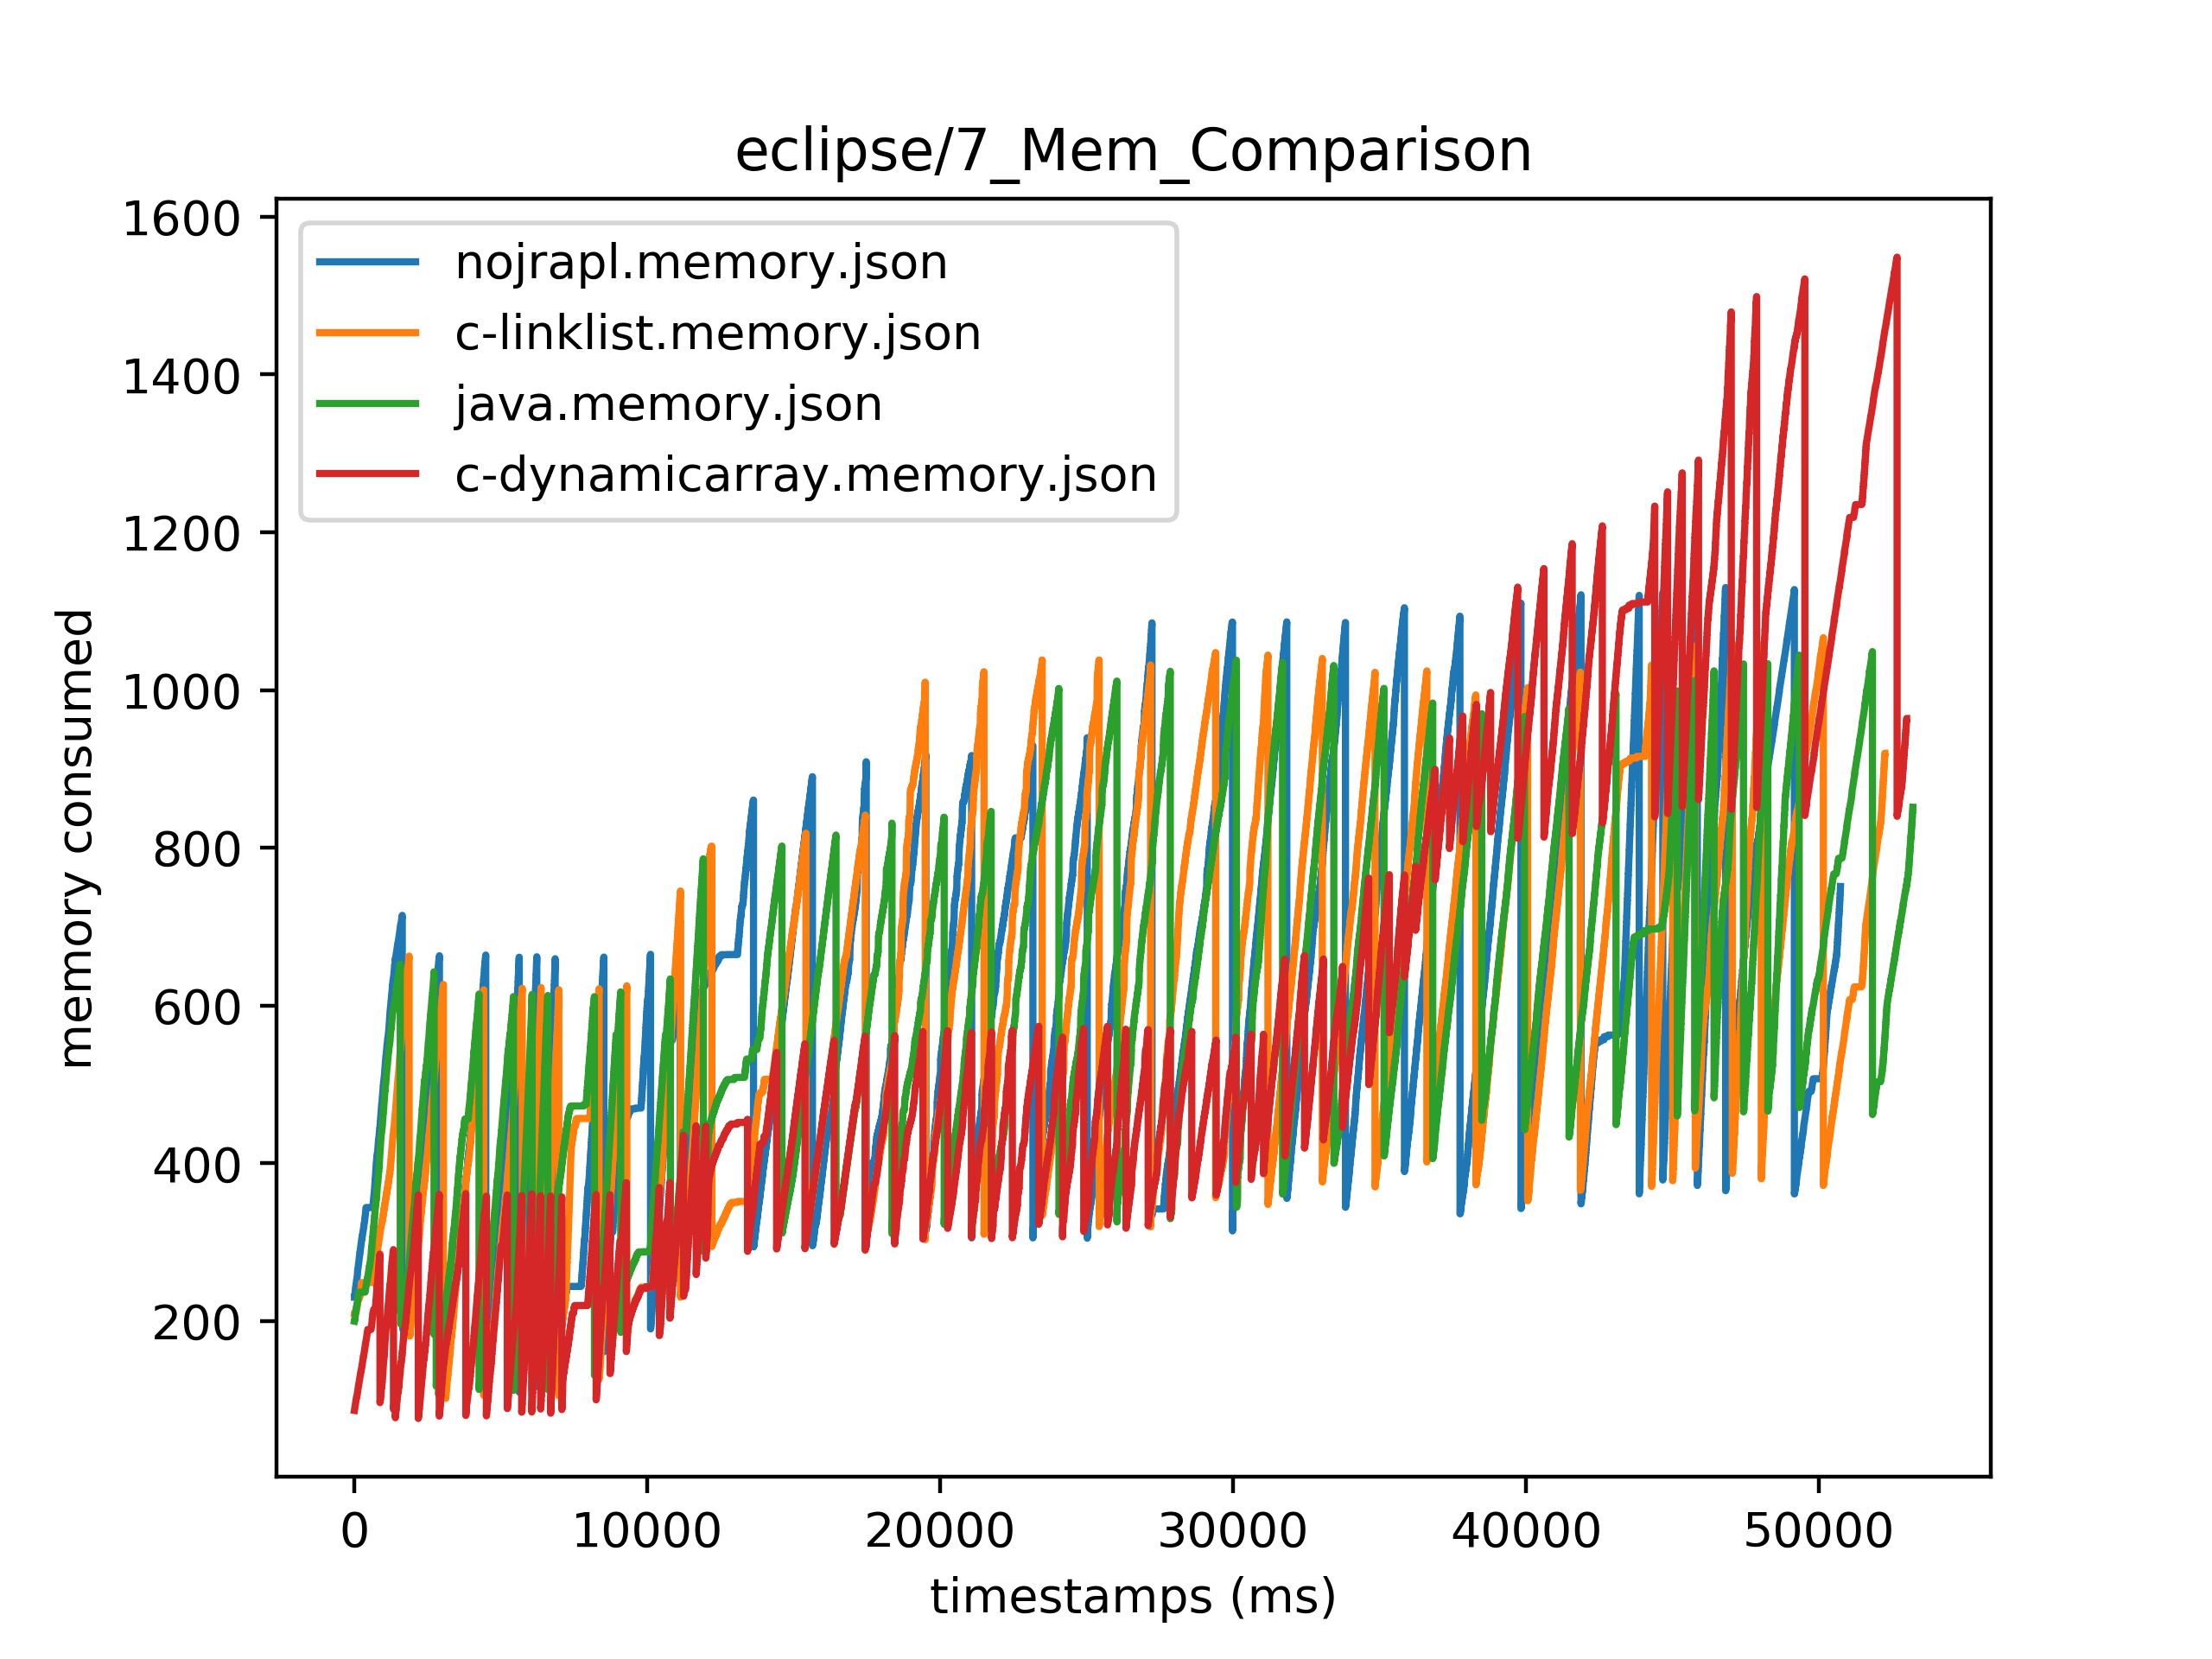 eclipse/7_Mem_Comparison
1600
1400
1200
1000
800
600
400
200
memory consumed
nojrapl.memory.json
c-linklist.memory.json
java.memory.json
c-dynamicarray.memory.json
0 10000 20000 30000 40000 50000
timestamps (ms)